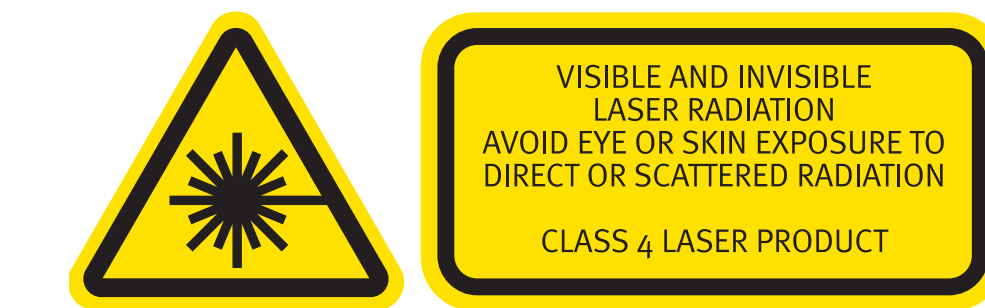 VISIBLE AND INVISIBLE
LASER RADIATION
AVOID EYE OR SKIN EXPOSURE TO
DIRECT OR SCATTERED RADIATION
CLASS 4 LASER PRODUCT